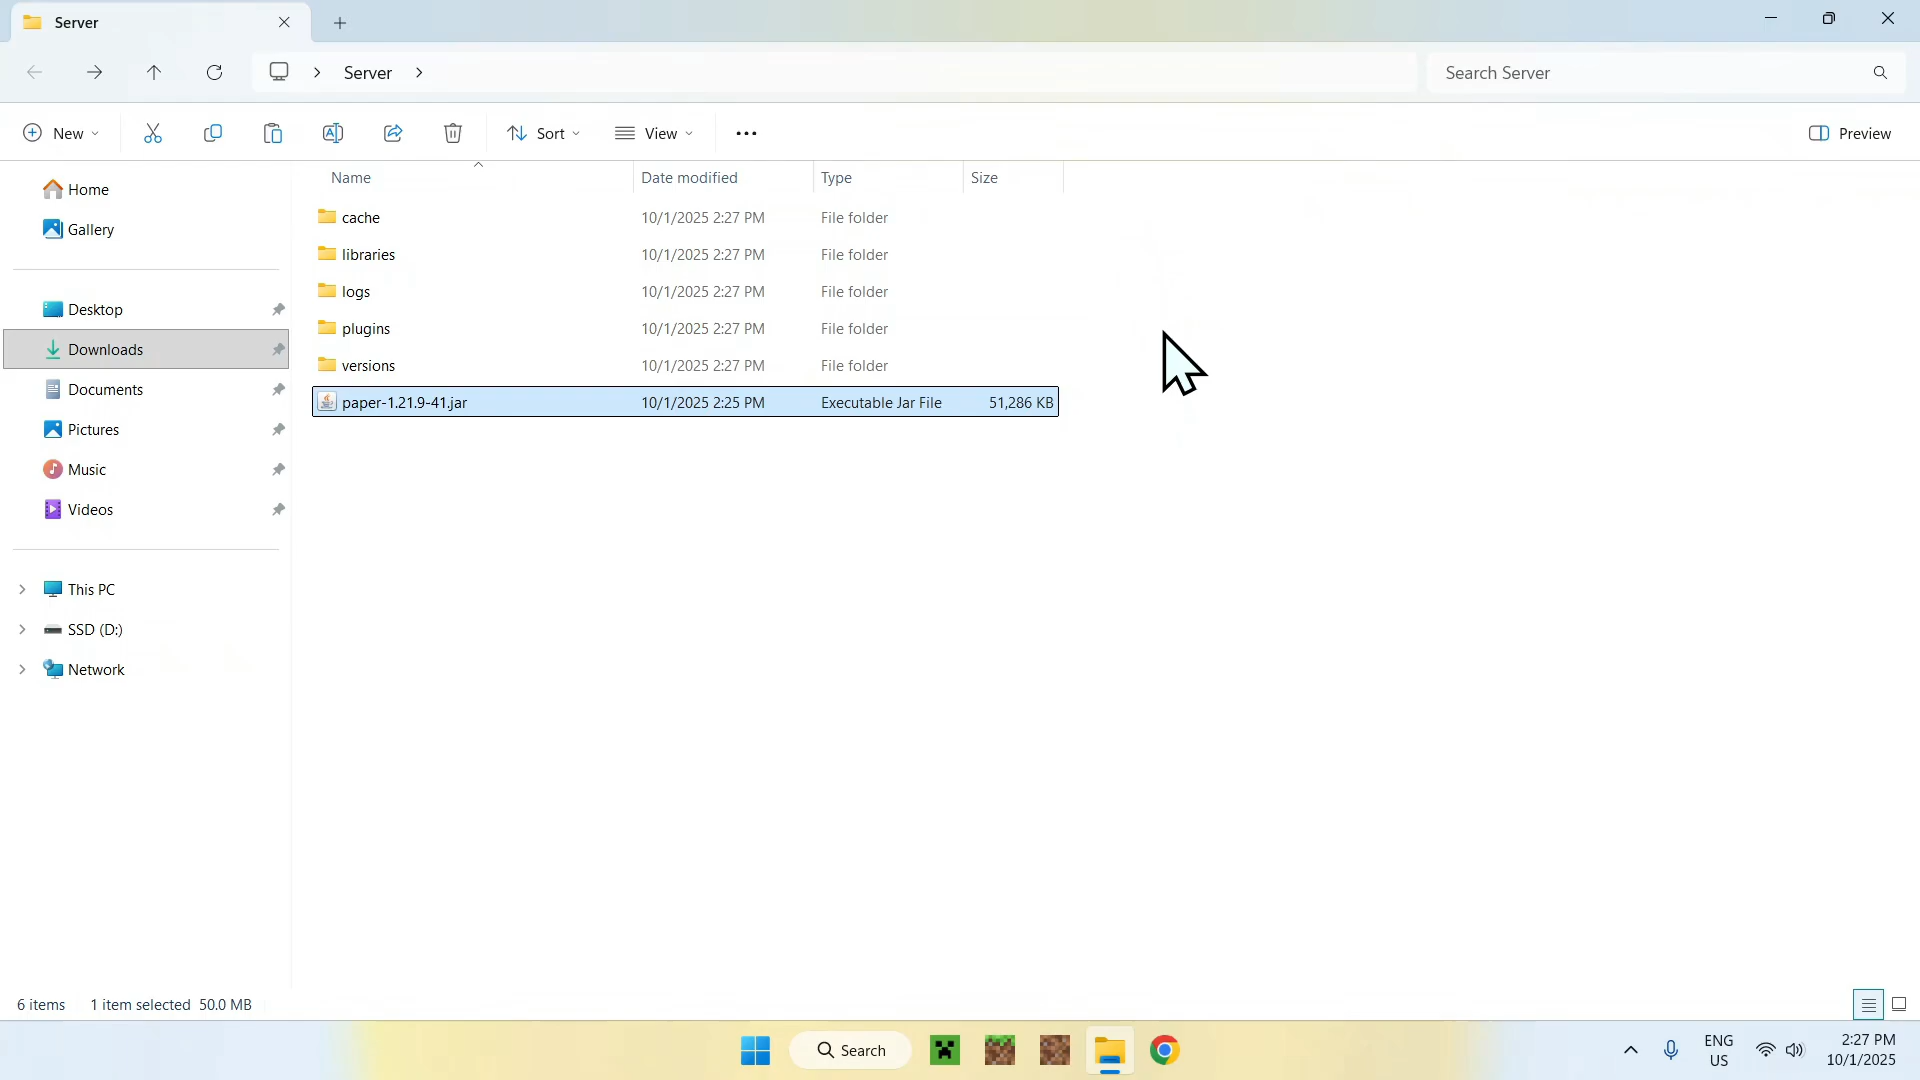 Server
Server
Search Server
New
Sort
View
Preview
Name Date modified Type Size
Home
Gallery
Desktop
Downloads
Documents
Pictures
Music
Videos
This PC
SSD (D:)
Network
cache 10/1/2025 2:27 PM File folder
libraries 10/1/2025 2:27 PM File folder
logs 10/1/2025 2:27 PM File folder
plugins 10/1/2025 2:27 PM File folder
versions 10/1/2025 2:27 PM File folder
paper-1.21.9-41.jar 10/1/2025 2:25 PM Executable Jar File 51,286 KB
6 items 1 item selected 50.0 MB
Search
ENG
US
2:27 PM
10/1/2025